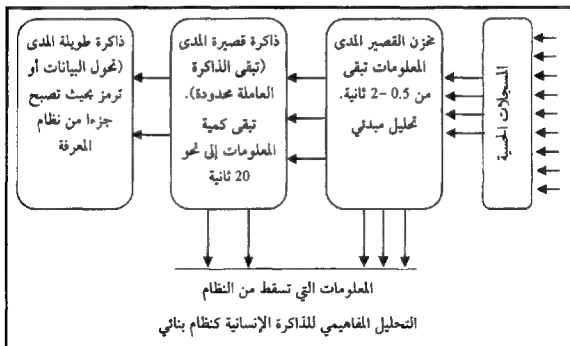 المسجلات الحسية
مخزن القصير المدى
المعلومات تبقى
من 0.5 -2 ثانية.
تحليل مبدئي
ذاكرة قصيرة المدى
(تبقى الذاكرة
العاملة محدودة).
تبقى كمية
المعلومات إلى نحو
20 ثانية
ذاكرة طويلة المدى
(تحول البيانات أو
ترمز بحيث تصبح
جزءا من نظام
المعرفة
المعلومات التي تسقط من النظام
التحليل المفاهيمي للذاكرة الإنسانية كنظام بنائي